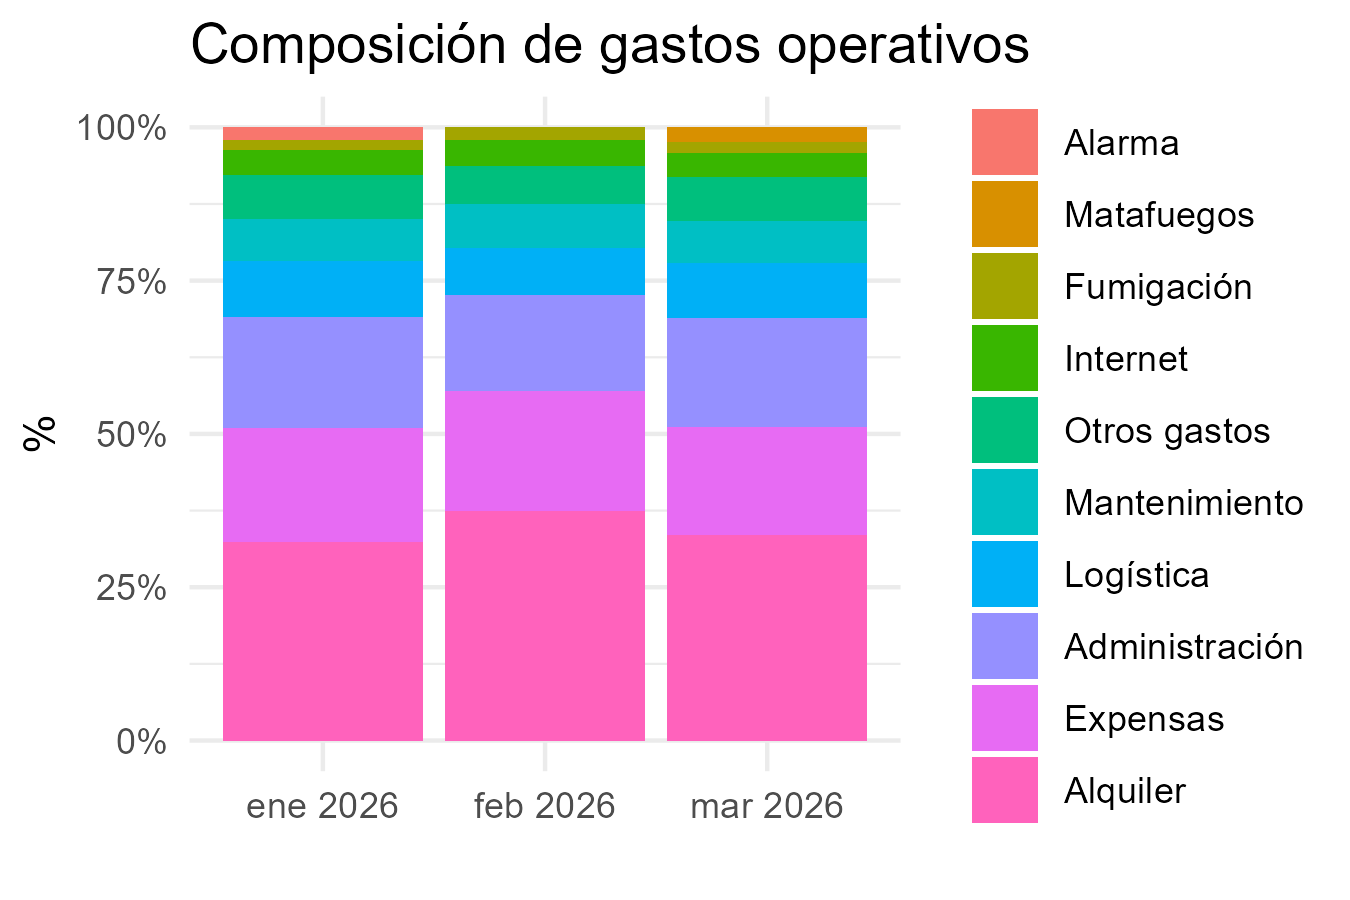 Composición de gastos operativos
100%
75%
50%
25%
0%
%
ene 2026
feb 2026
mar 2026
Alarma
Matafuegos
Fumigación
Internet
Otros gastos
Mantenimiento
Logística
Administración
Expensas
Alquiler